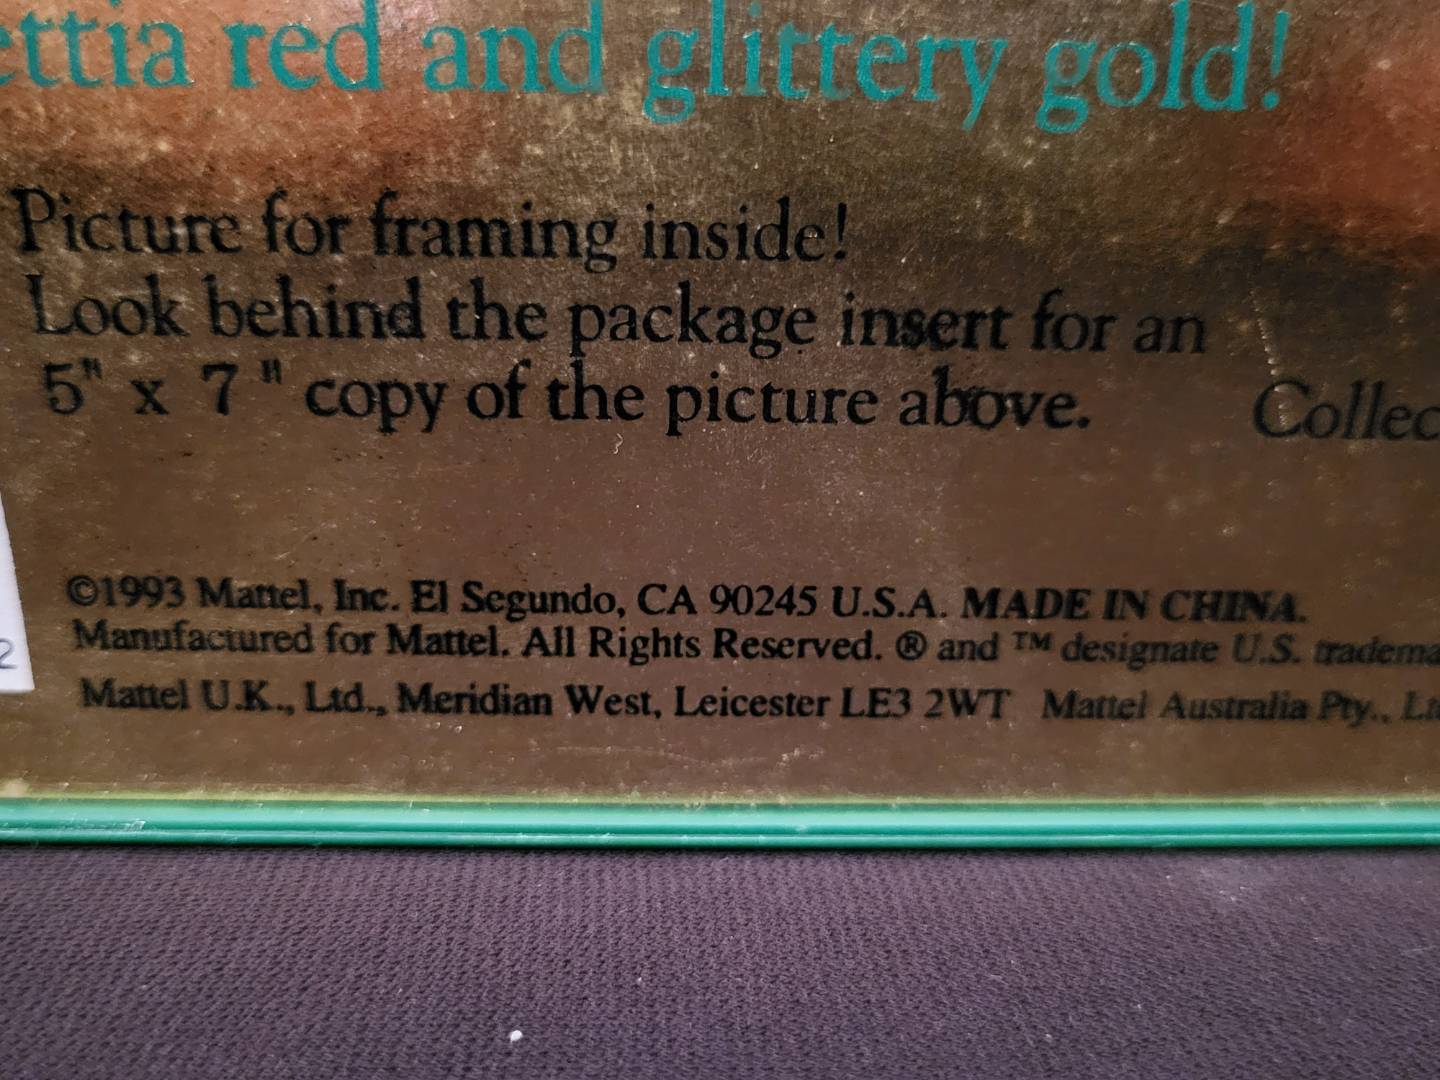 ettia red and glittery gold!
Picture for framing inside!
Look behind the package insert for an
5" x 7" copy of the picture above.
Collec
©1993 Mattel, Inc. El Segundo, CA 90245 U.S.A. MADE IN CHINA.
Manufactured for Mattel. All Rights Reserved. ® and ™ designate U.S. tradema
Mattel U.K., Ltd., Meridian West, Leicester LE3 2WT Mattel Australia Pty., Lt
2